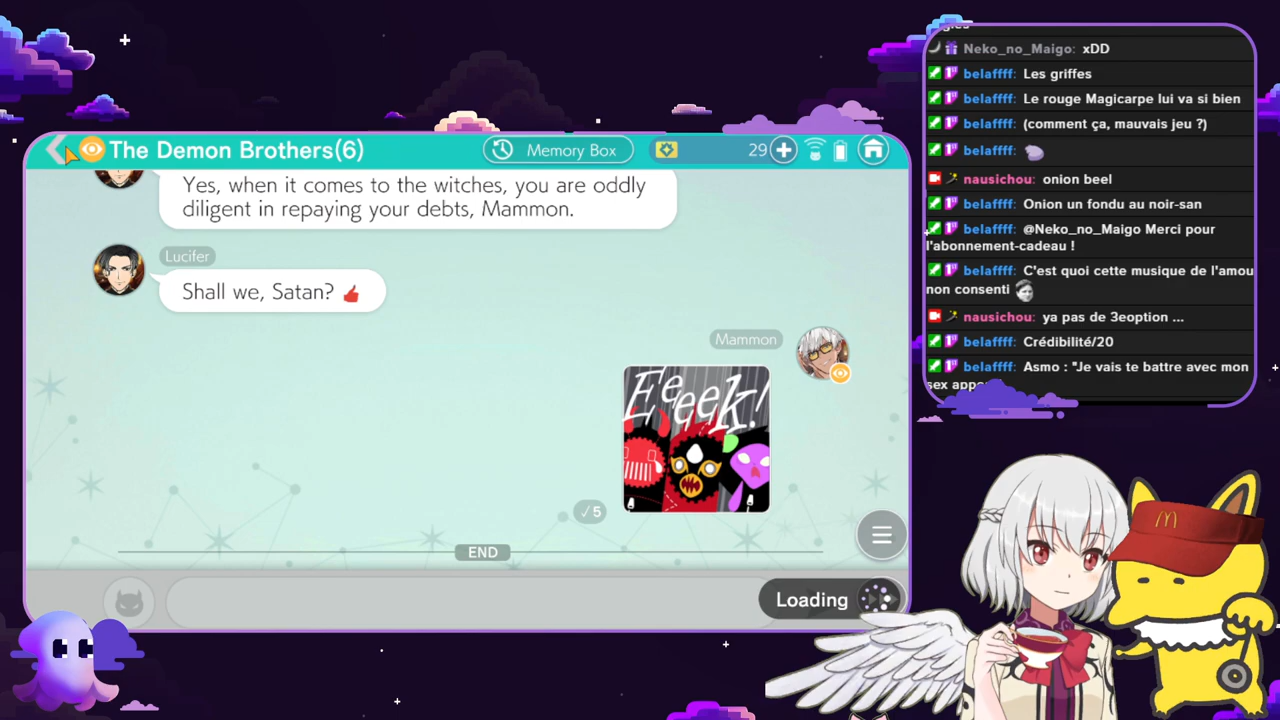 The Demon Brothers(6)
Memory Box
29
Yes, when it comes to the witches, you are oddly
diligent in repaying your debts, Mammon.
Lucifer
Shall we, Satan?
Mammon
Eeeek!
✓5
END
Loading
Neko_no_Maigo: xDD
belaffff: Les griffes
belaffff: Le rouge Magicarpe lui va si bien
belaffff: (comment ça, mauvais jeu ?)
belaffff:
nausichou: onion beel
belaffff: Onion un fondu au noir-san
belaffff: @Neko_no_Maigo Merci pour
l'abonnement-cadeau !
belaffff: C'est quoi cette musique de l'amou
non consenti
nausichou: ya pas de 3eoption ...
belaffff: Crédibilité/20
belaffff: Asmo : "Je vais te battre avec mon
sex appe